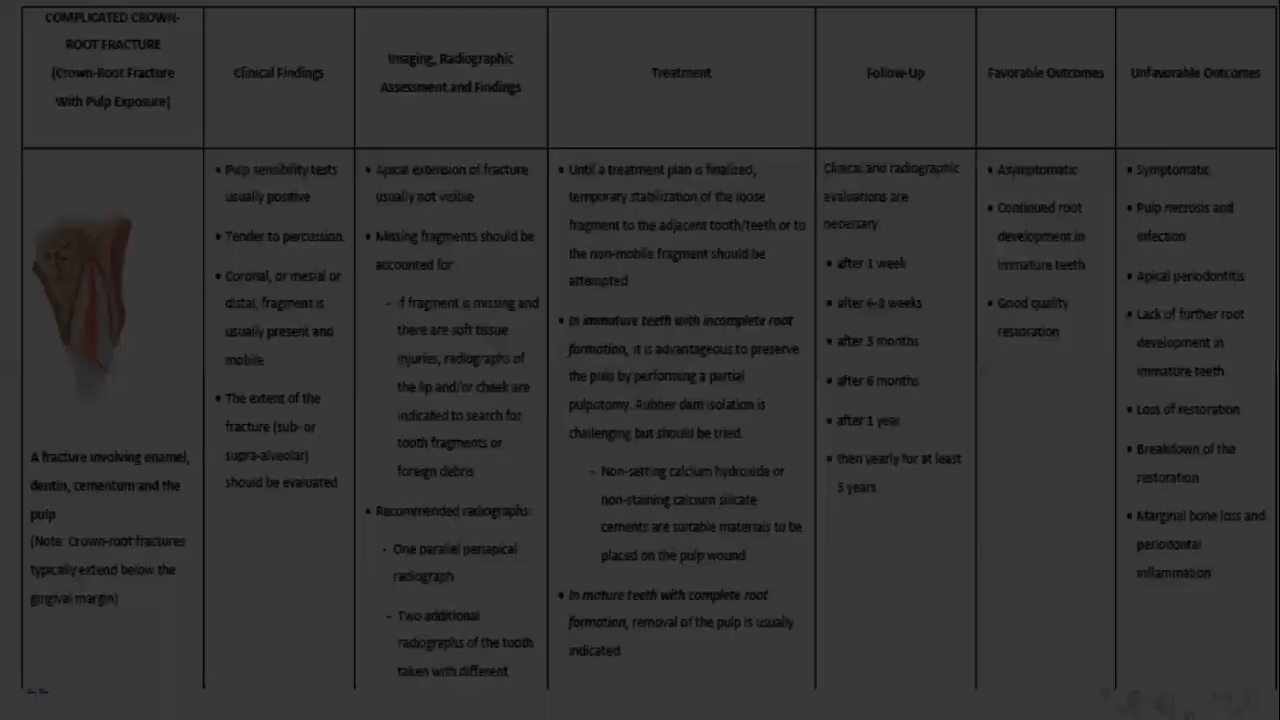 COMPLICATED CROWN-
ROOT FRACTURE
(Crown-Root Fracture
With Pulp Exposure)
Clinical Findings
Imaging, Radiographic
Assessment and Findings
Treatment
Follow-Up
Favorable Outcomes
Unfavorable Outcomes
A fracture involving enamel,
dentin, cementum and the
pulp
(Note: Crown-root fractures
typically extend below the
gingival margin)
• Pulp sensibility tests
usually positive
• Tender to percussion.
• Coronal, or mesial or
distal, fragment is
usually present and
mobile
• The extent of the
fracture (sub- or
supra-alveolar)
should be evaluated
• Apical extension of fracture
usually not visible
• Missing fragments should be
accounted for
- If fragment is missing and
there are soft tissue
injuries, radiographs of
the lip and/or cheek are
indicated to search for
tooth fragments or
foreign debris
• Recommended radiographs:
- One parallel periapical
radiograph
- Two additional
radiographs of the tooth
taken with different
• Until a treatment plan is finalized,
temporary stabilization of the loose
fragment to the adjacent tooth/teeth or to
the non-mobile fragment should be
attempted
• In immature teeth with incomplete root
formation, it is advantageous to preserve
the pulp by performing a partial
pulpotomy. Rubber dam isolation is
challenging but should be tried.
- Non-setting calcium hydroxide or
non-staining calcium silicate
cements are suitable materials to be
placed on the pulp wound
• In mature teeth with complete root
formation, removal of the pulp is usually
indicated
Clinical and radiographic
evaluations are
necessary:
• after 1 week
• after 6-8 weeks
• after 3 months
• after 6 months
• after 1 year
• then yearly for at least
5 years
• Asymptomatic
• Continued root
development in
immature teeth
• Good quality
restoration
• Symptomatic
• Pulp necrosis and
infection
• Apical periodontitis
• Lack of further root
development in
immature teeth
• Loss of restoration
• Breakdown of the
restoration
• Marginal bone loss and
periodontal
inflammation